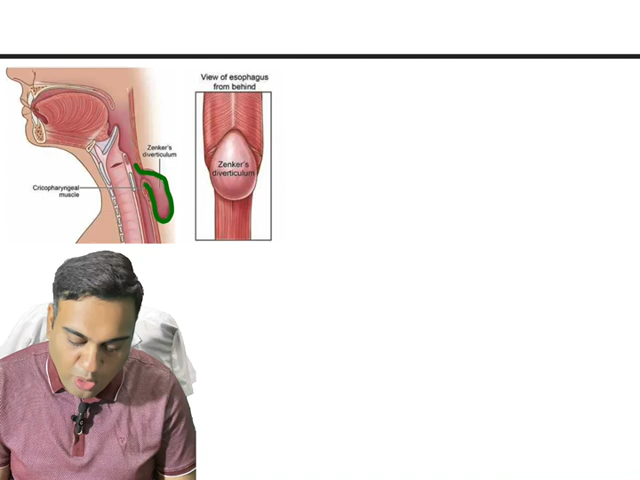 View of esophagus
from behind
Zenker's
diverticulum
Zenker's
diverticulum
Cricopharyngeal
muscle